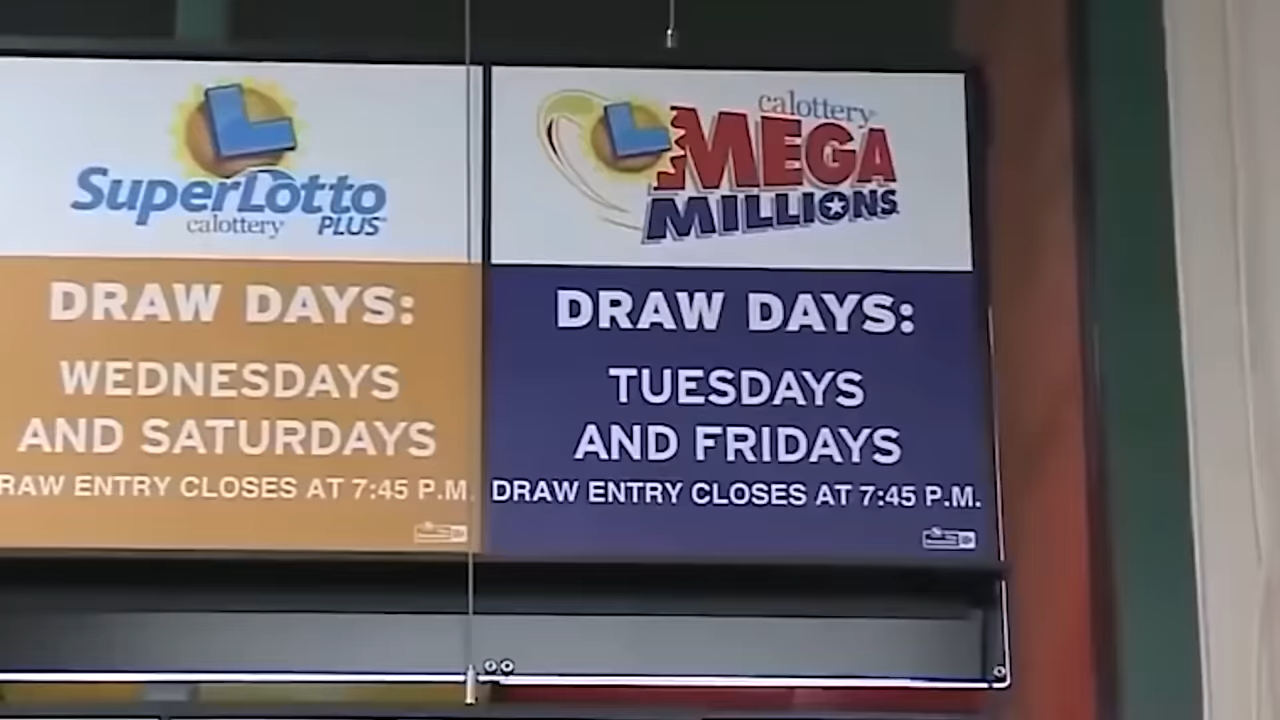 SuperLotto
calottery PLUS
DRAW DAYS:
WEDNESDAYS
AND SATURDAYS
RAW ENTRY CLOSES AT 7:45 P.M.
calottery
MEGA
MILLIONS
DRAW DAYS:
TUESDAYS
AND FRIDAYS
DRAW ENTRY CLOSES AT 7:45 P.M.